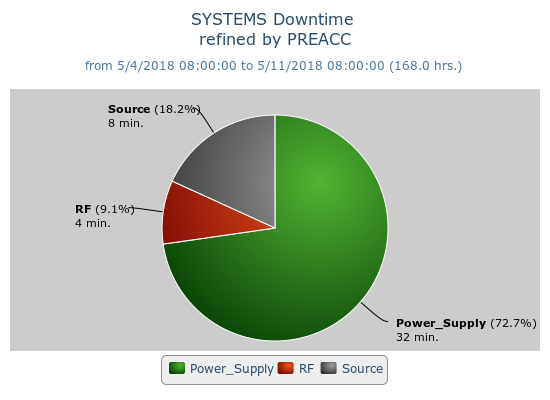 SYSTEMS Downtime
refined by PREACC
from 5/4/2018 08:00:00 to 5/11/2018 08:00:00 (168.0 hrs.)
Source (18.2%)
8 min.
RF (9.1%)
4 min.
Power_Supply (72.7%)
32 min.
Power_Supply RF Source